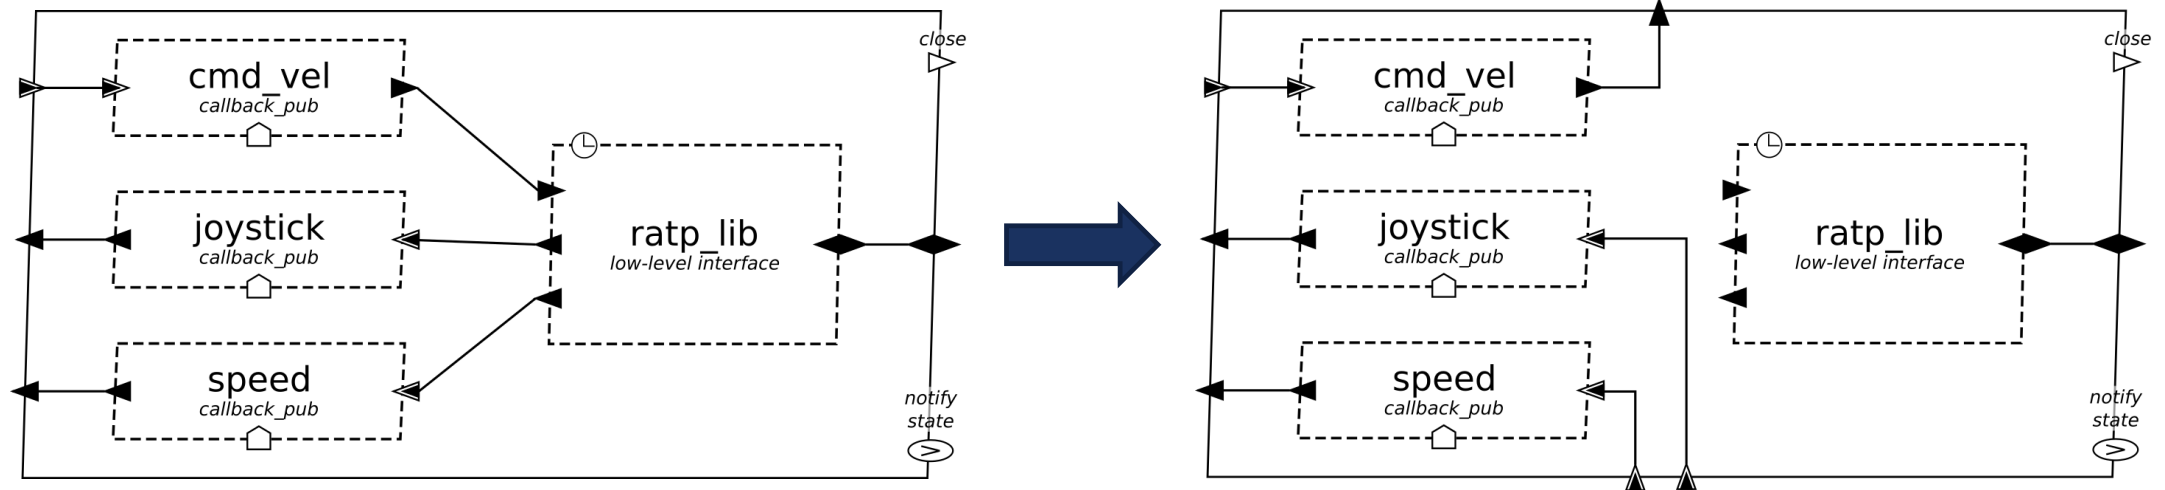 close
cmd_vel
callback_pub
joystick
callback_pub
ratp_lib
low-level interface
speed
callback_pub
notify
state
close
cmd_vel
callback_pub
joystick
callback_pub
ratp_lib
low-level interface
speed
callback_pub
notify
state